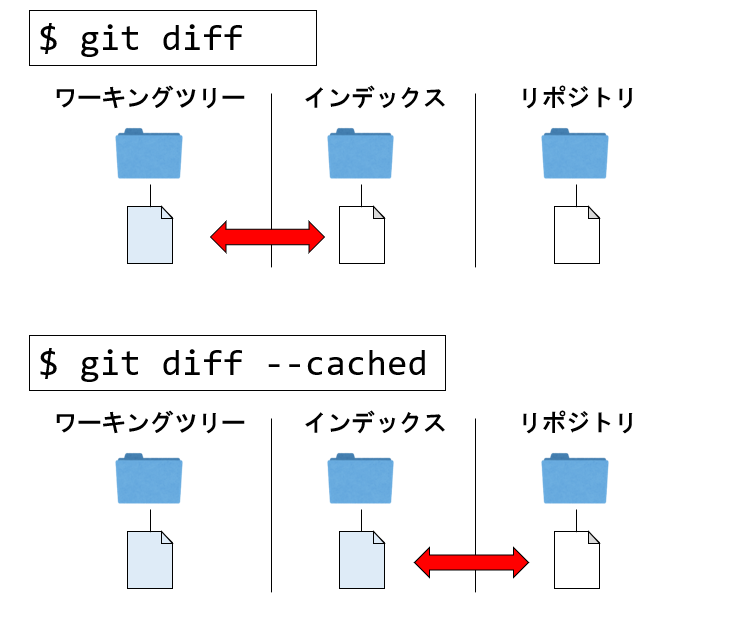 $ git diff
ワーキングツリー インデックス リポジトリ
$ git diff --cached
ワーキングツリー インデックス リポジトリ